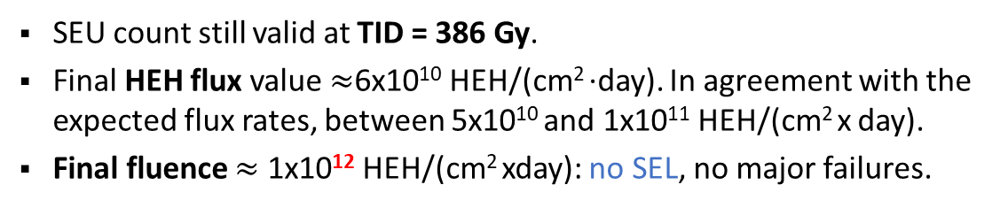 ▪ SEU count still valid at TID = 386 Gy.
▪ Final HEH flux value ≈6x10¹⁰ HEH/(cm²·day). In agreement with the
expected flux rates, between 5x10¹⁰ and 1x10¹¹ HEH/(cm² x day).
▪ Final fluence ≈ 1x10¹² HEH/(cm² xday): no SEL, no major failures.